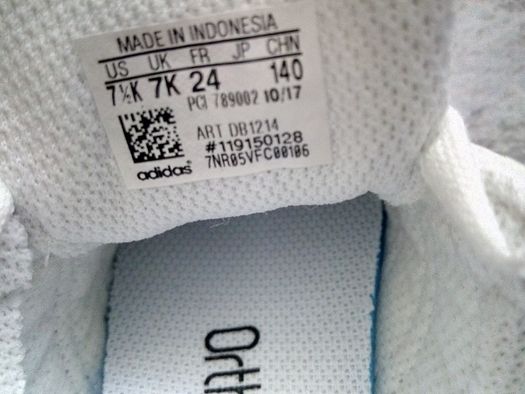 MADE IN INDONESIA
US UK FR JP CHN
7½K 7K 24 140
PCI 789002 10/17
ART DB1214
#119150128
7NR05VFC00106
adidas
Orth